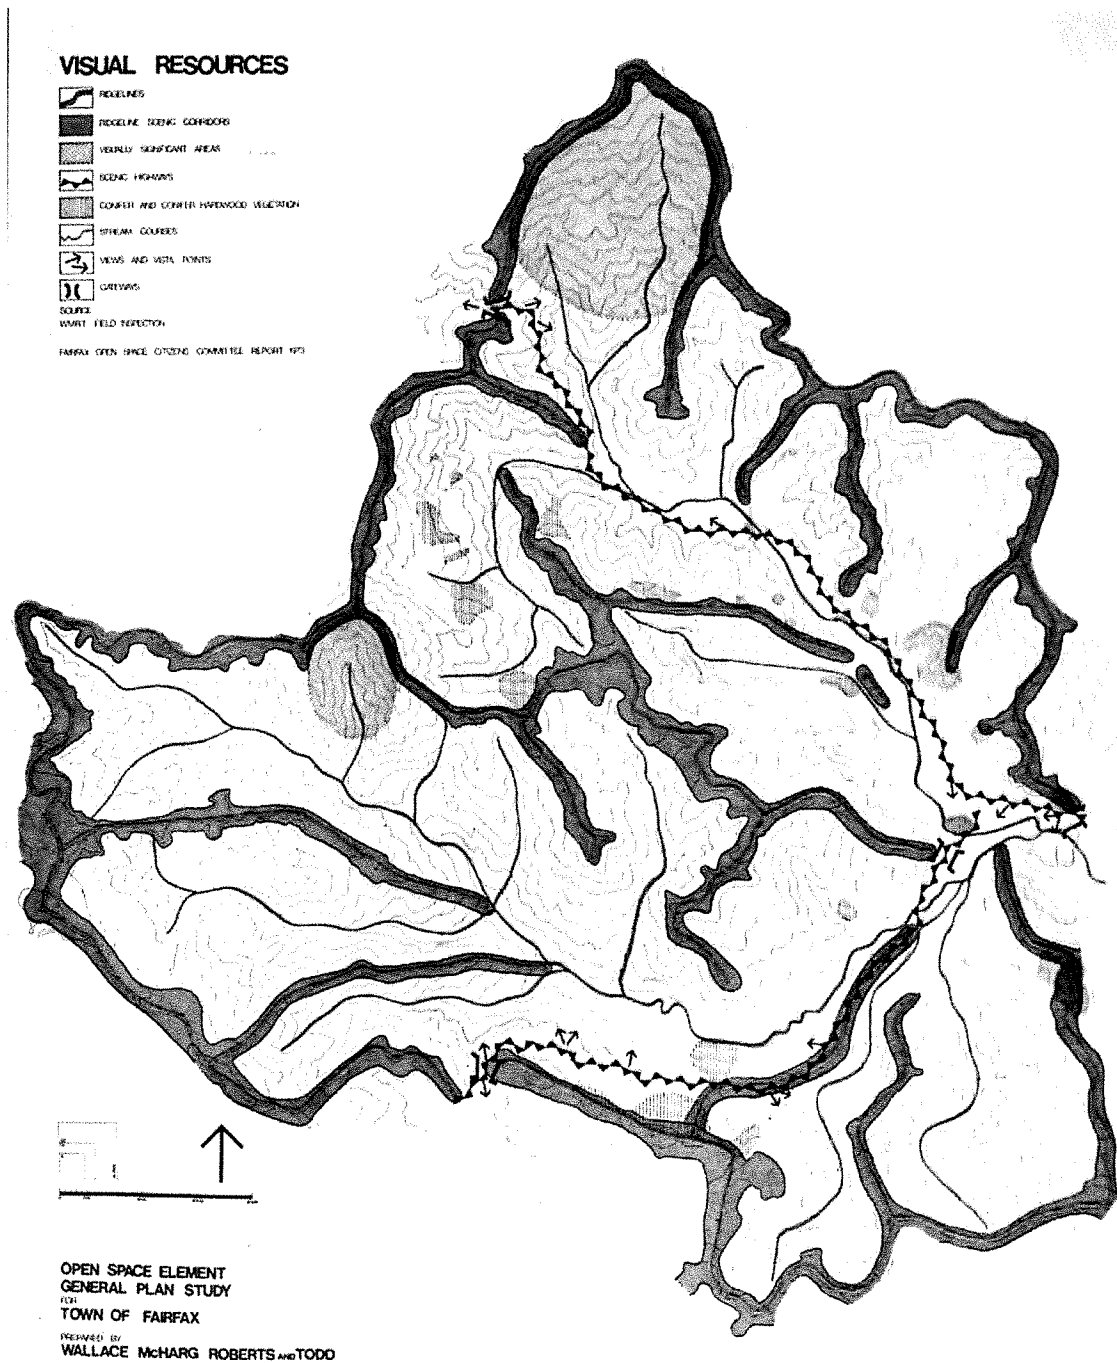 VISUAL RESOURCES
RIDGELINES
RIDGELINE SCENIC CORRIDORS
VISUALLY SIGNIFICANT AREAS
SCENIC HIGHWAYS
CONIFER AND CONIFER HARDWOOD VEGETATION
STREAM COURSES
VIEWS AND VISTA POINTS
GATEWAYS
SOURCE
WMRT FIELD INSPECTION
FAIRFAX OPEN SPACE CITIZENS COMMITTEE REPORT 1973
OPEN SPACE ELEMENT
GENERAL PLAN STUDY
FOR
TOWN OF FAIRFAX
PREPARED BY
WALLACE McHARG ROBERTS AND TODD